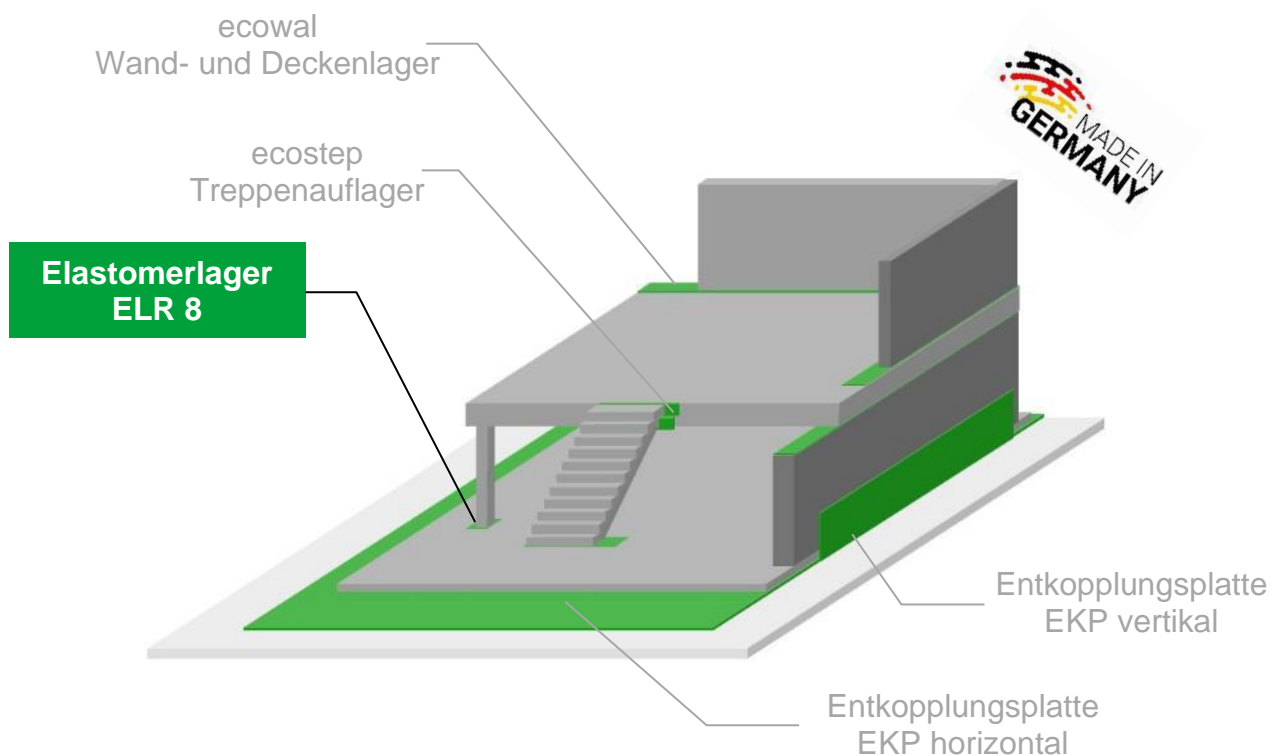 ecowal
Wand- und Deckenlager
MADE IN
GERMANY
ecostep
Treppenauflager
Elastomerlager
ELR 8
Entkopplungsplatte
EKP vertikal
Entkopplungsplatte
EKP horizontal